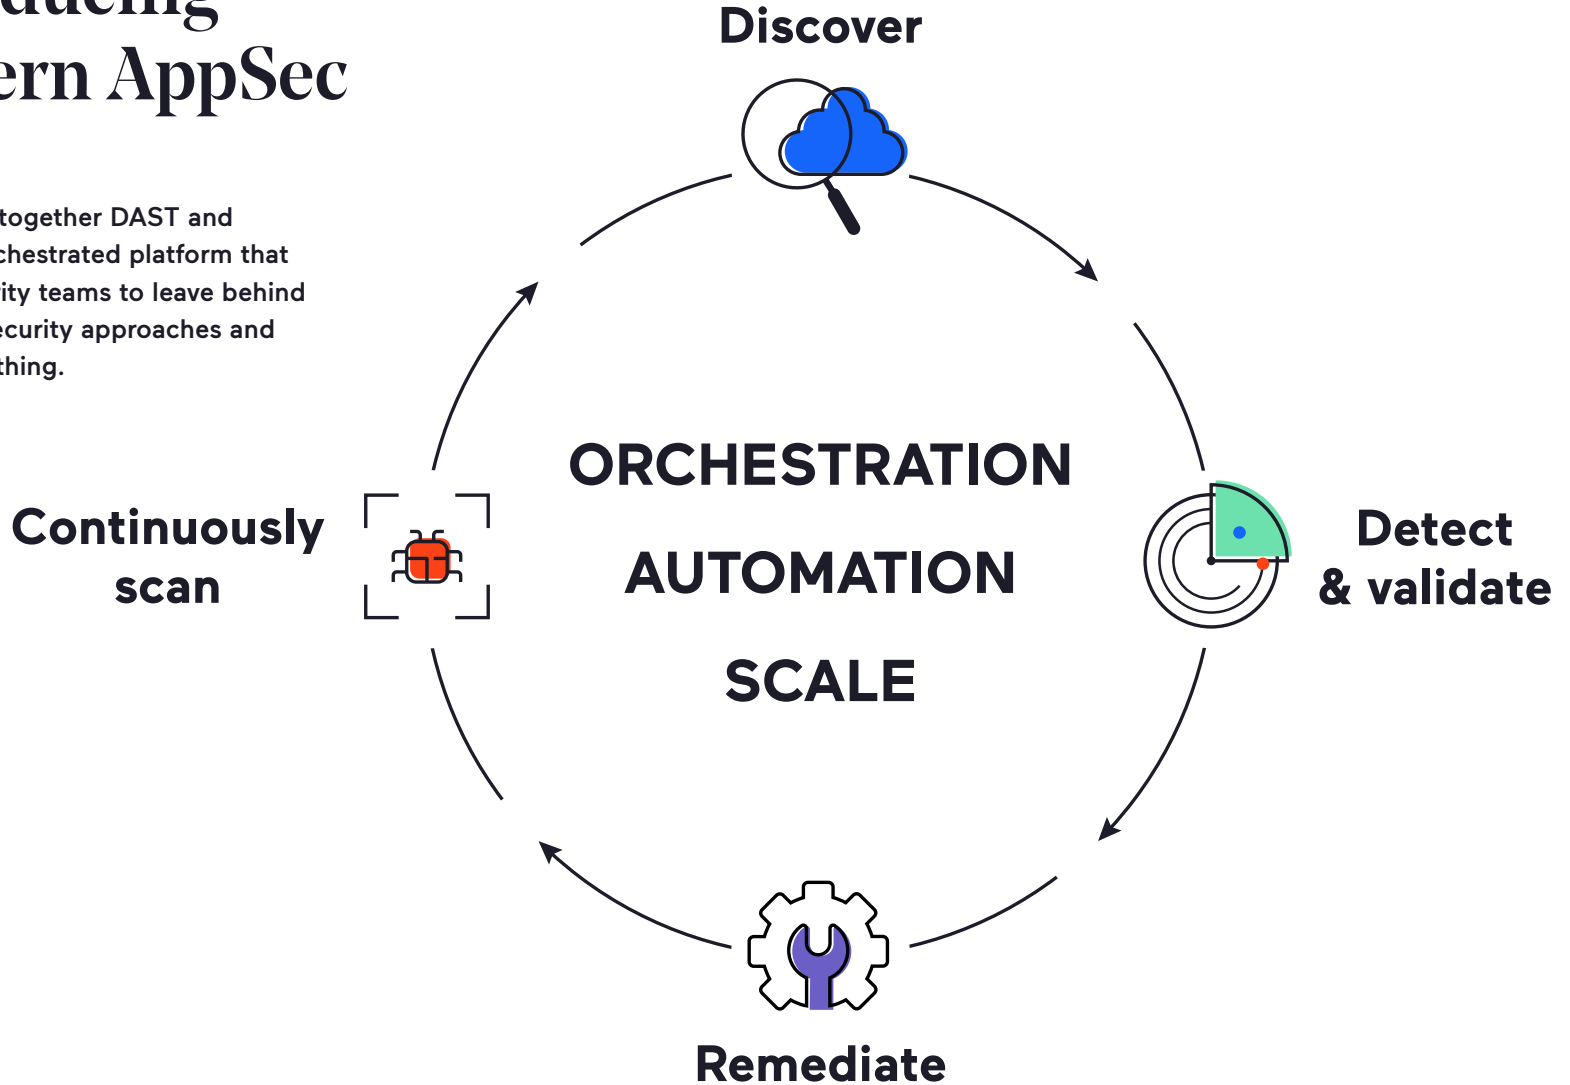 ern AppSec
together DAST and
chestrated platform that
ity teams to leave behind
ecurity approaches and
thing.
Discover
ORCHESTRATION
AUTOMATION
SCALE
Continuously
scan
Detect
& validate
Remediate